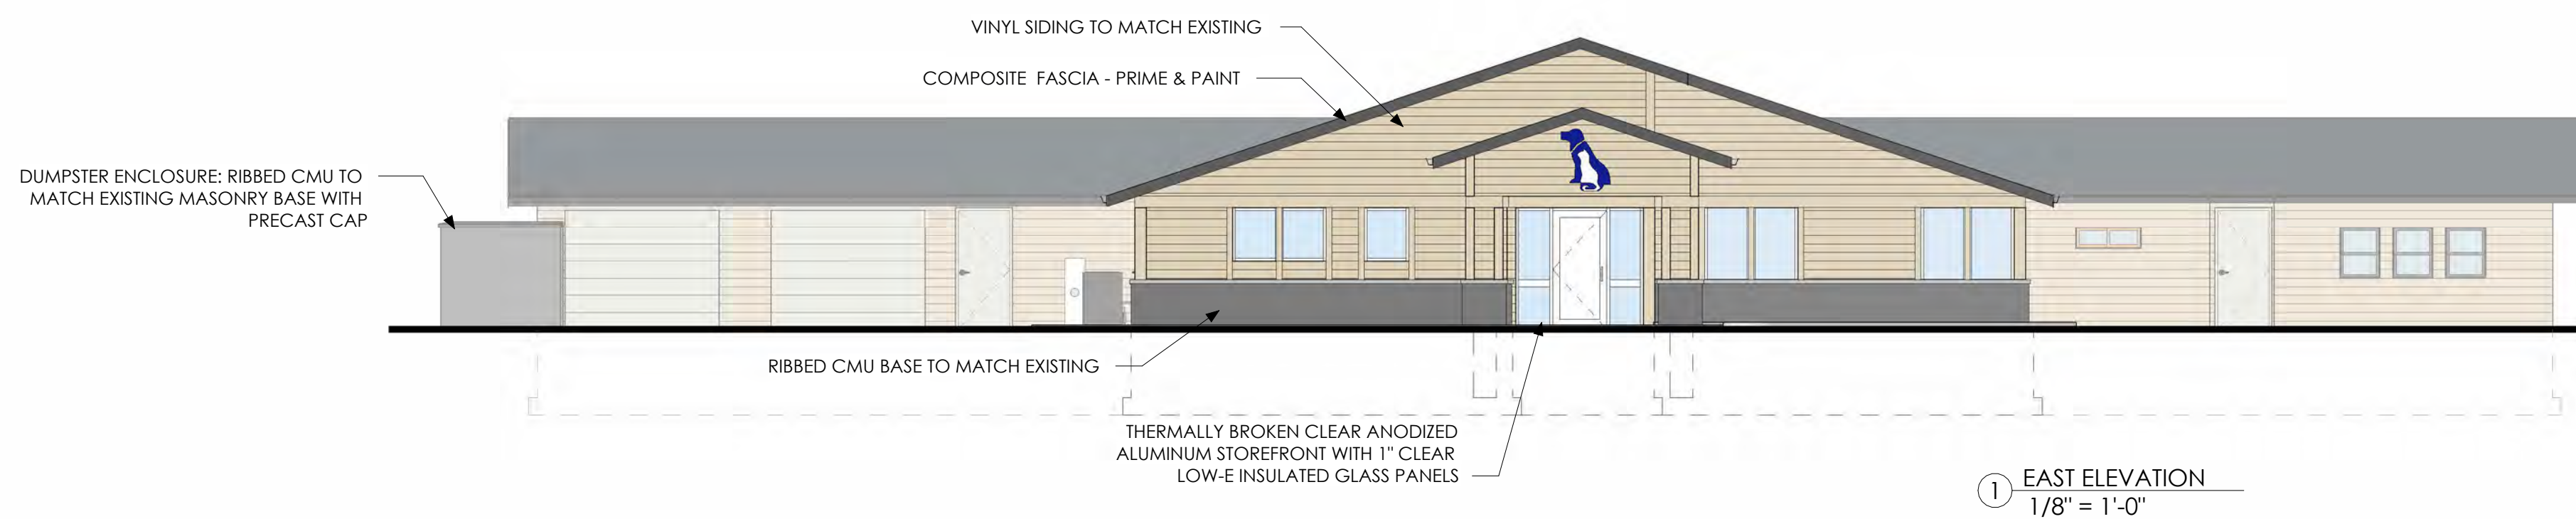 VINYL SIDING TO MATCH EXISTING
COMPOSITE FASCIA - PRIME & PAINT
DUMPSTER ENCLOSURE: RIBBED CMU TO
MATCH EXISTING MASONRY BASE WITH
PRECAST CAP
RIBBED CMU BASE TO MATCH EXISTING
THERMALLY BROKEN CLEAR ANODIZED
ALUMINUM STOREFRONT WITH 1" CLEAR
LOW-E INSULATED GLASS PANELS
1 EAST ELEVATION
1/8" = 1'-0"